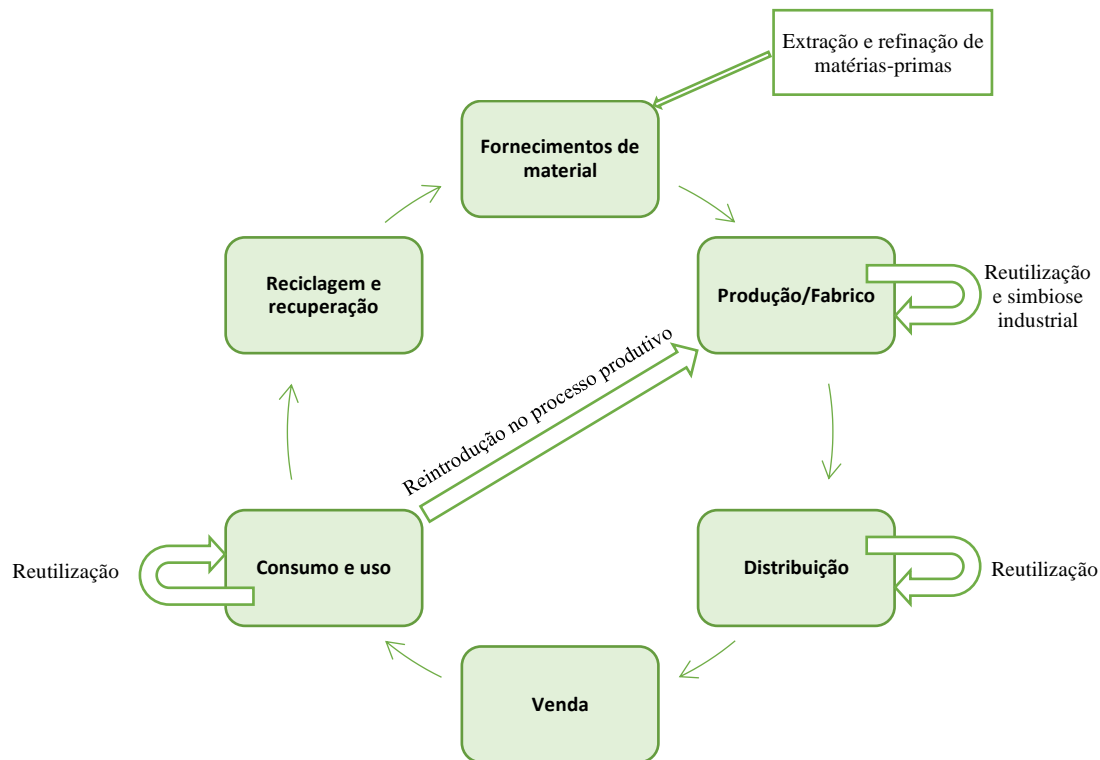 Extração e refinação de
matérias-primas
Fornecimentos de
material
Reciclagem e
recuperação
Produção/Fabrico
Reutilização
e simbiose
industrial
Reintrodução no processo produtivo
Reutilização
Consumo e uso
Distribuição
Reutilização
Venda